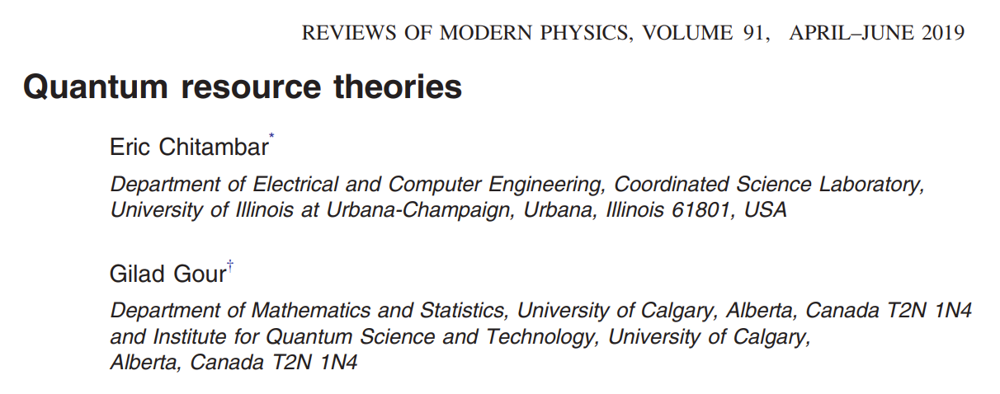 REVIEWS OF MODERN PHYSICS, VOLUME 91, APRIL–JUNE 2019
Quantum resource theories
Eric Chitambar*
Department of Electrical and Computer Engineering, Coordinated Science Laboratory,
University of Illinois at Urbana-Champaign, Urbana, Illinois 61801, USA
Gilad Gour†
Department of Mathematics and Statistics, University of Calgary, Alberta, Canada T2N 1N4
and Institute for Quantum Science and Technology, University of Calgary,
Alberta, Canada T2N 1N4